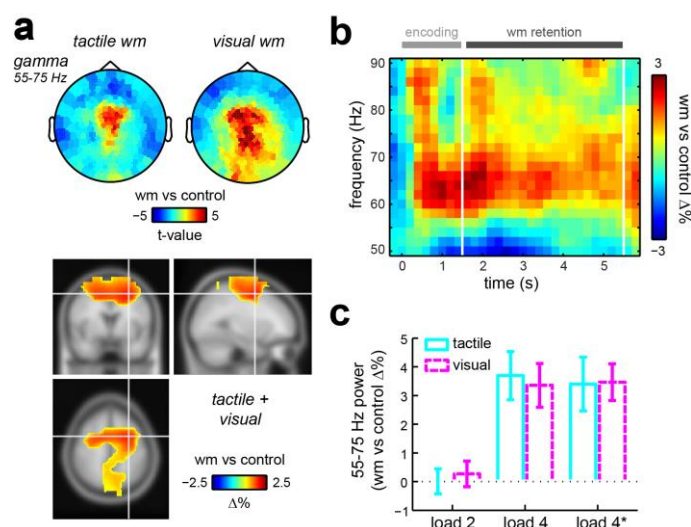 a
tactile wm
visual wm
gamma
55-75 Hz
wm vs control
−5 5
t-value
tactile +
visual
wm vs control
−2.5 2.5
Δ%
b
encoding
wm retention
frequency (Hz)
90
80
70
60
50
0 1 2 3 4 5
time (s)
3
−3
wm vs control Δ%
c
tactile
visual
55-75 Hz power
(wm vs control Δ%)
5
4
3
2
1
0
−1
load 2 load 4 load 4*